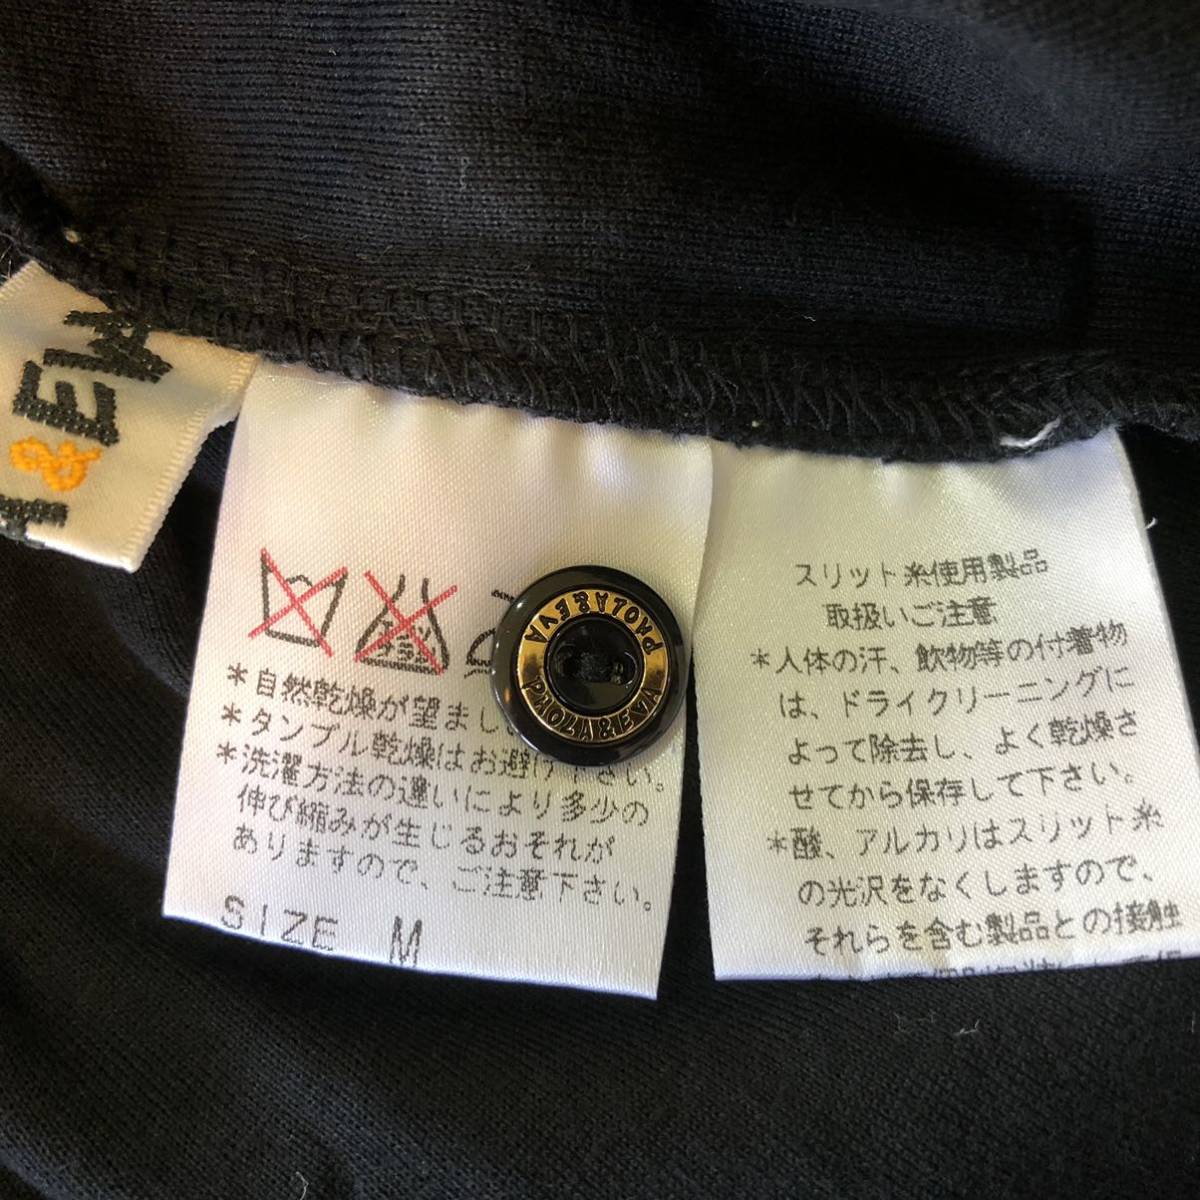 &EVA
エンソ
サラシ
PAOLA&EVA
PAOLA&EVA
*自然乾燥が望まし
*タンブル乾燥はお避け下さい。
*洗濯方法の違いにより多少の
伸び縮みが生じるおそれが
ありますので、ご注意下さい。
SIZE M
スリット糸使用製品
取扱いご注意
*人体の汗、飲物等の付着物
は、ドライクリーニングに
よって除去し、よく乾燥さ
せてから保存して下さい。
*酸、アルカリはスリット糸
の光沢をなくしますので、
それらを含む製品との接触